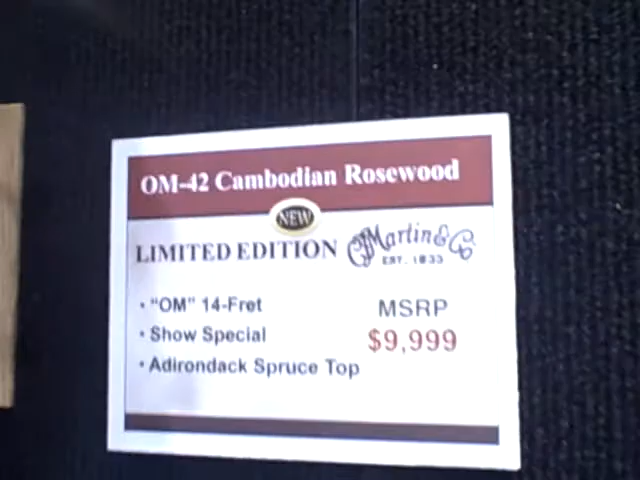 OM-42 Cambodian Rosewood
NEW
LIMITED EDITION
CF Martin & Co
EST. 1833
• "OM" 14-Fret
• Show Special
• Adirondack Spruce Top
MSRP
$9,999